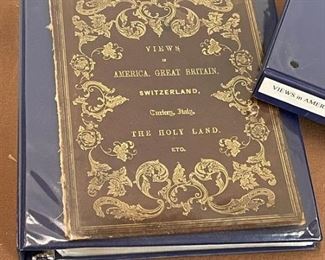 VIEWS
IN
AMERICA, GREAT BRITAIN,
SWITZERLAND,
Turkey, Italy,
THE HOLY LAND,
ETC.
VIEWS in AMER